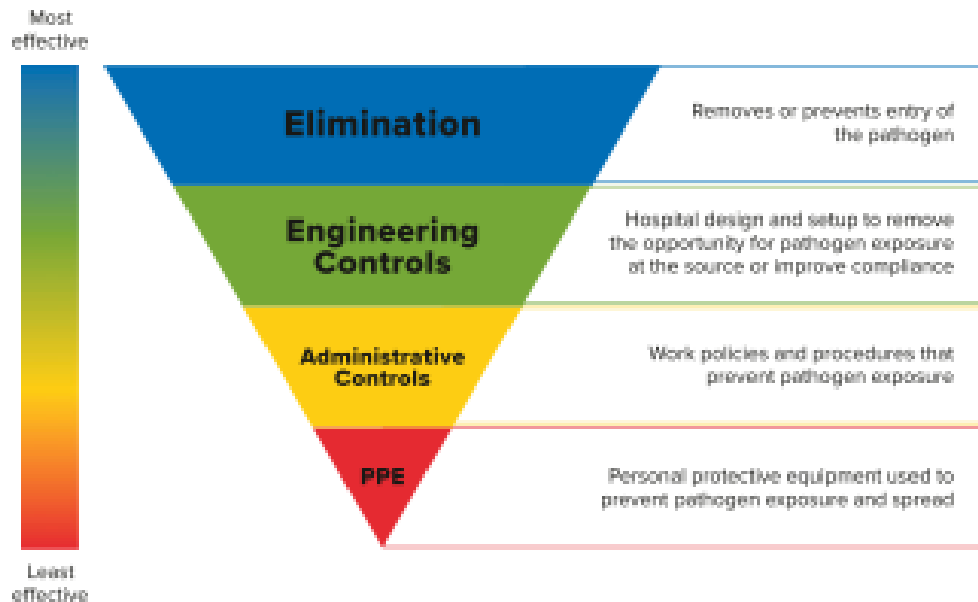 Most
effective
Elimination
Removes or prevents entry of
the pathogen
Engineering
Controls
Hospital design and setup to remove
the opportunity for pathogen exposure
at the source or improve compliance
Administrative
Controls
Work policies and procedures that
prevent pathogen exposure
PPE
Personal protective equipment used to
prevent pathogen exposure and spread
Least
effective